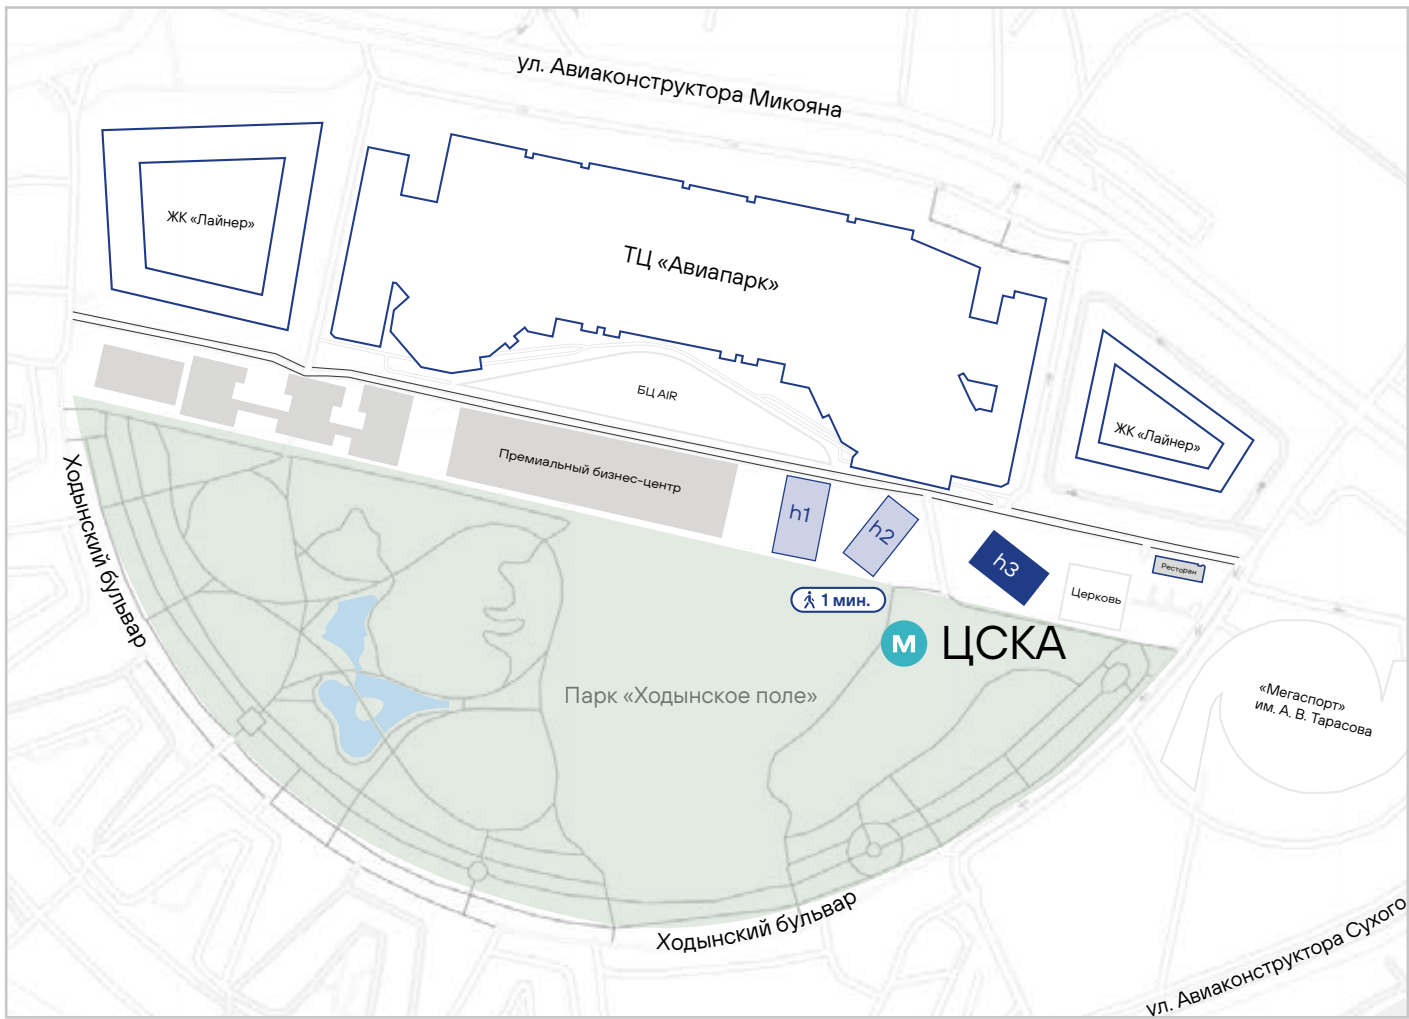 ул. Авиаконструктора Микояна
ЖК «Лайнер»
ТЦ «Авиапарк»
БЦ AIR
ЖК «Лайнер»
Премиальный бизнес-центр
h1
h2
h3
Ресторан
Церковь
1 мин.
М ЦСКА
Ходынский бульвар
Парк «Ходынское поле»
«Мегаспорт»
им. А. В. Тарасова
Ходынский бульвар
ул. Авиаконструктора Сухого